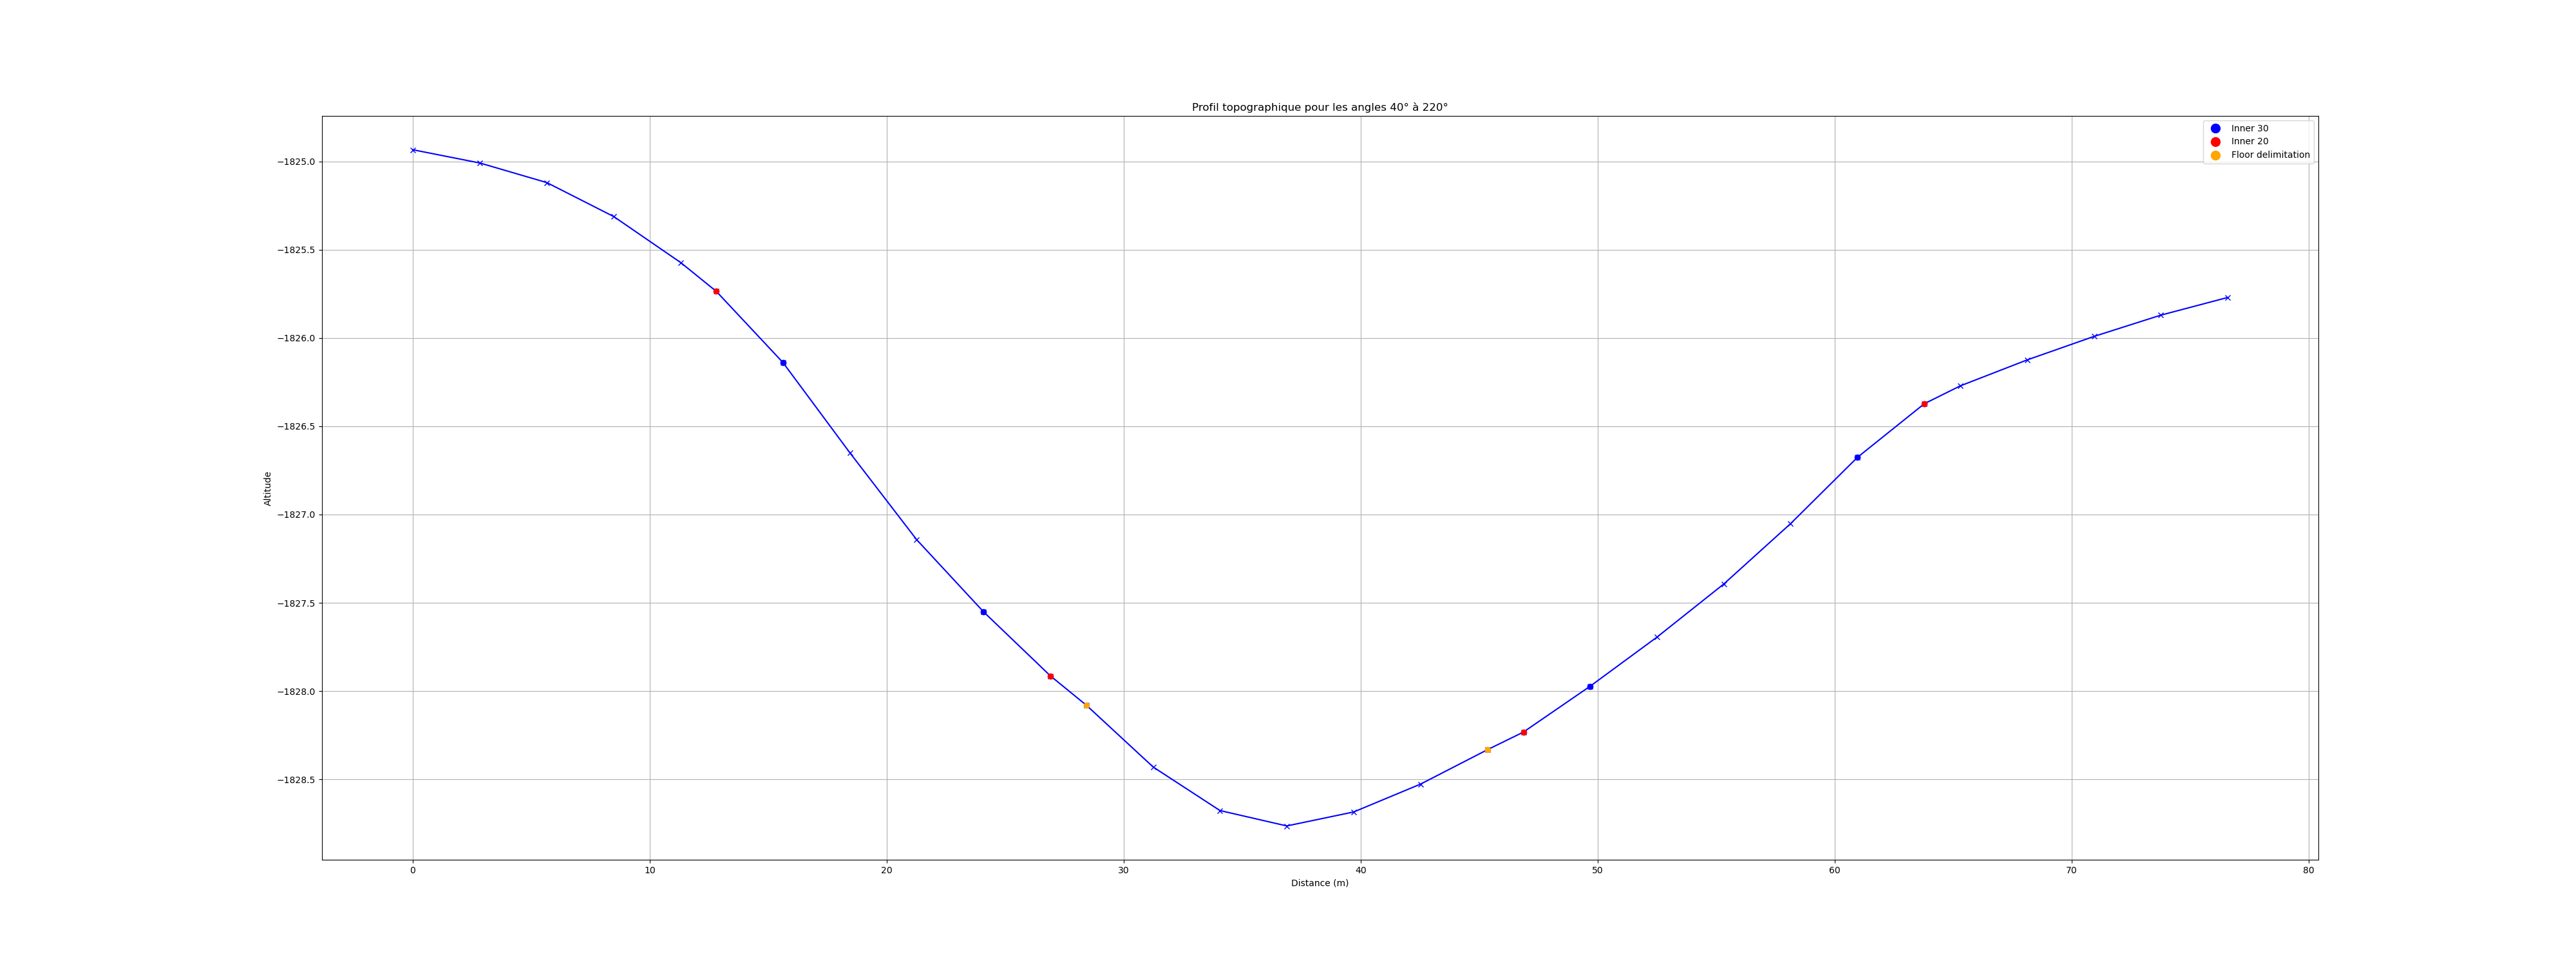 Profil topographique pour les angles 40° à 220°
Inner 30
Inner 20
Floor delimitation
−1825.0
−1825.5
−1826.0
−1826.5
−1827.0
−1827.5
−1828.0
−1828.5
Altitude
0 10 20 30 40 50 60 70 80
Distance (m)